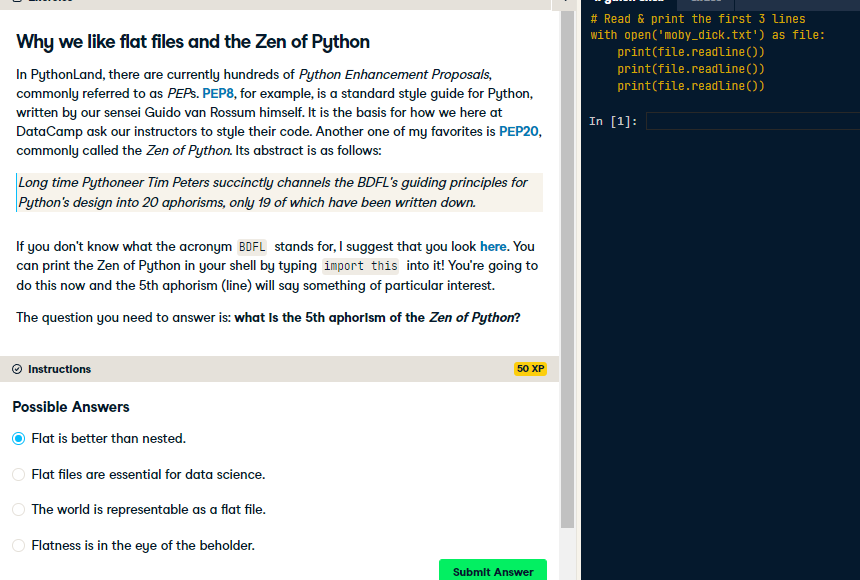 Why we like flat files and the Zen of Python
In PythonLand, there are currently hundreds of Python Enhancement Proposals,
commonly referred to as PEPs. PEP8, for example, is a standard style guide for Python,
written by our sensei Guido van Rossum himself. It is the basis for how we here at
DataCamp ask our instructors to style their code. Another one of my favorites is PEP20,
commonly called the Zen of Python. Its abstract is as follows:
Long time Pythoneer Tim Peters succinctly channels the BDFL's guiding principles for
Python's design into 20 aphorisms, only 19 of which have been written down.
If you don't know what the acronym BDFL stands for, I suggest that you look here. You
can print the Zen of Python in your shell by typing import this into it! You're going to
do this now and the 5th aphorism (line) will say something of particular interest.
The question you need to answer is: what is the 5th aphorism of the Zen of Python?
Instructions
50 XP
Possible Answers
Flat is better than nested.
Flat files are essential for data science.
The world is representable as a flat file.
Flatness is in the eye of the beholder.
Submit Answer
# Read & print the first 3 lines
with open('moby_dick.txt') as file:
    print(file.readline())
    print(file.readline())
    print(file.readline())
In [1]: